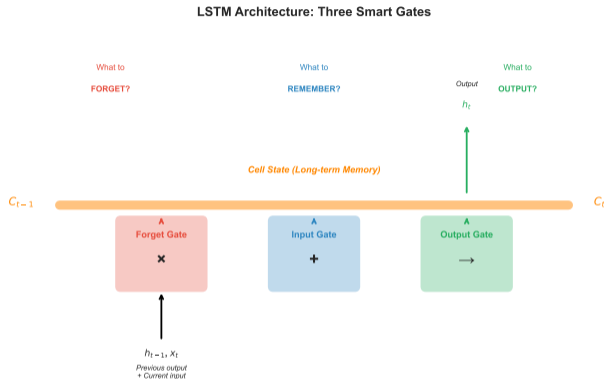 LSTM Architecture: Three Smart Gates
What to
FORGET?
What to
REMEMBER?
What to
OUTPUT?
Output
h_t
Cell State (Long-term Memory)
C_{t-1}
C_t
Forget Gate
×
Input Gate
+
Output Gate
→
h_{t-1}, x_t
Previous output
+ Current input